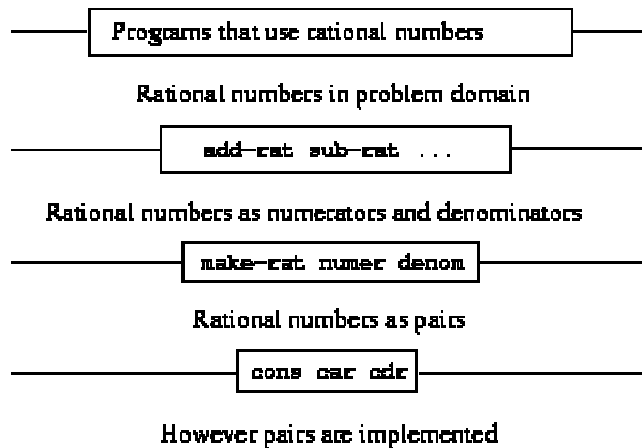 Programs that use rational numbers
Rational numbers in problem domain
add-rat sub-rat ...
Rational numbers as numerators and denominators
make-rat numer denom
Rational numbers as pairs
cons car cdr
However pairs are implemented